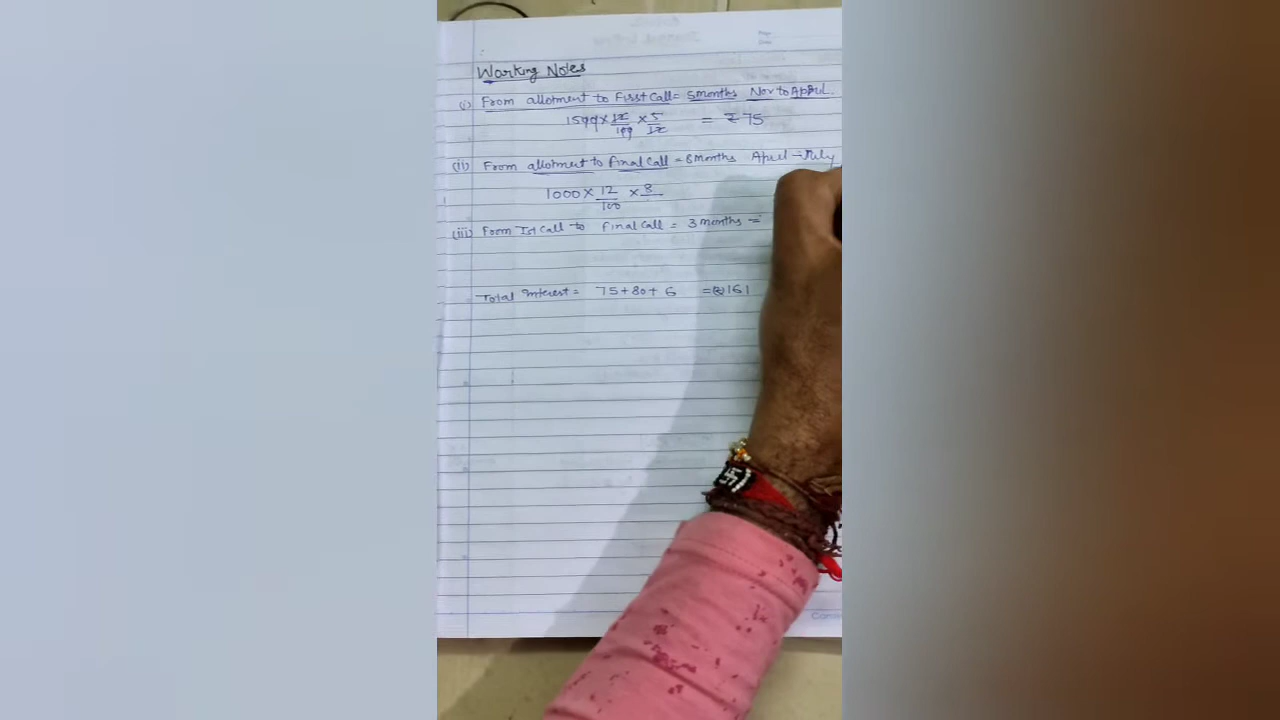 Working Notes
(i) From allotment to First Call = 5months Nov to April.
1500 × 12/100 × 5/12 = ₹75
(ii) From allotment to final Call = 8months April - July
1000 × 12/100 × 8
(iii) From Ist Call to final Call = 3 months =
Total Interest = 75+80+6 = ₹161